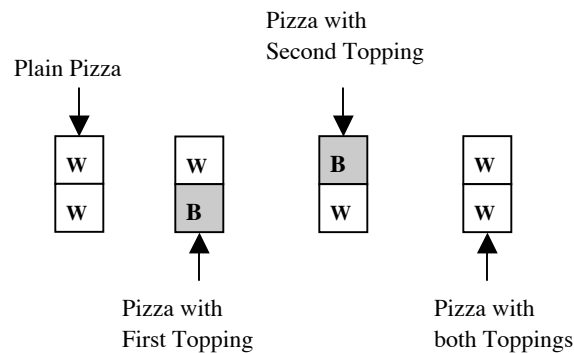 Pizza with
Second Topping
Plain Pizza
W
W
B
W
W
B
W
W
Pizza with
First Topping
Pizza with
both Toppings